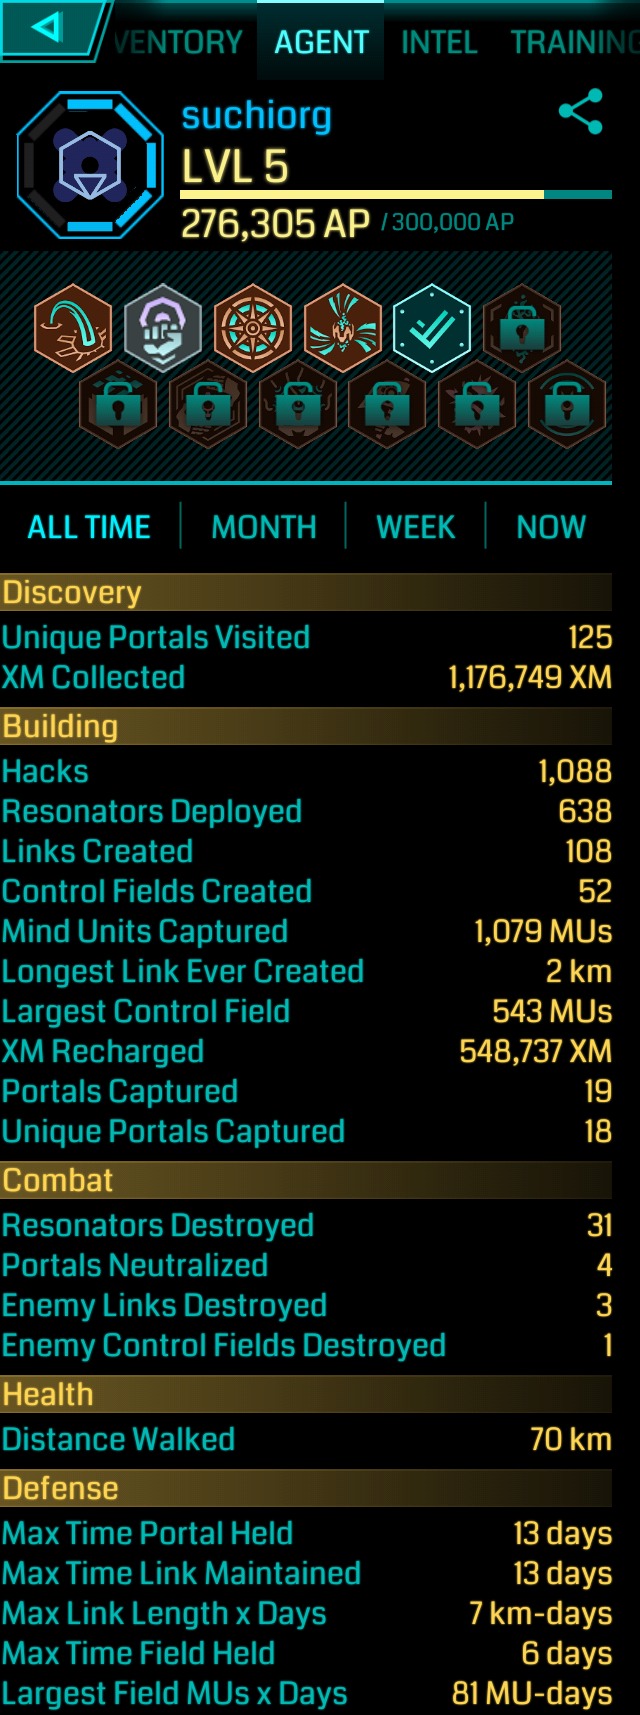 VENTORY AGENT INTEL TRAINING
suchiorg
LVL 5
276,305 AP / 300,000 AP
ALL TIME MONTH WEEK NOW
Discovery
Unique Portals Visited 125
XM Collected 1,176,749 XM
Building
Hacks 1,088
Resonators Deployed 638
Links Created 108
Control Fields Created 52
Mind Units Captured 1,079 MUs
Longest Link Ever Created 2 km
Largest Control Field 543 MUs
XM Recharged 548,737 XM
Portals Captured 19
Unique Portals Captured 18
Combat
Resonators Destroyed 31
Portals Neutralized 4
Enemy Links Destroyed 3
Enemy Control Fields Destroyed 1
Health
Distance Walked 70 km
Defense
Max Time Portal Held 13 days
Max Time Link Maintained 13 days
Max Link Length x Days 7 km-days
Max Time Field Held 6 days
Largest Field MUs x Days 81 MU-days